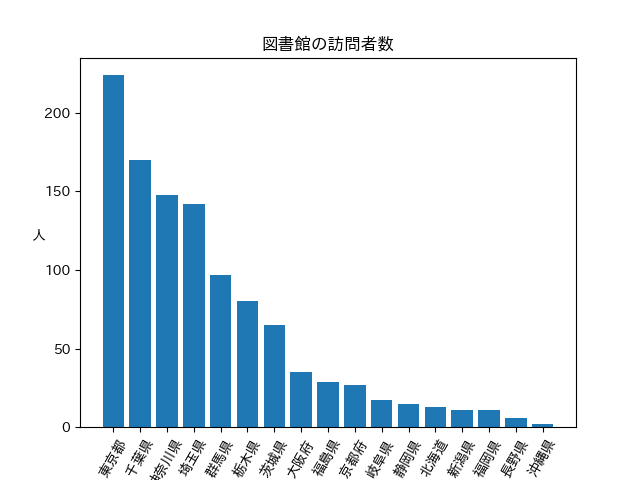 図書館の訪問者数
人
200
150
100
50
0
東京都
千葉県
神奈川県
埼玉県
群馬県
栃木県
茨城県
大阪府
福島県
京都府
岐阜県
静岡県
北海道
新潟県
福岡県
長野県
沖縄県